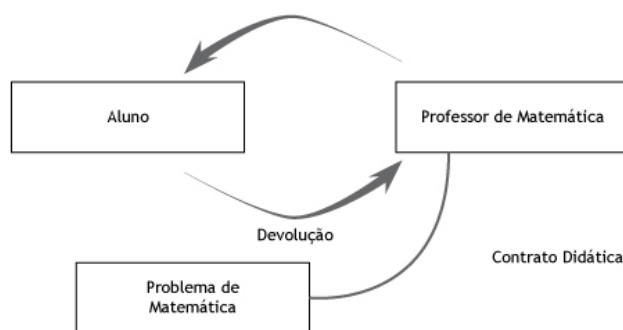 Aluno
Professor de Matemática
Devolução
Contrato Didática
Problema de
Matemática